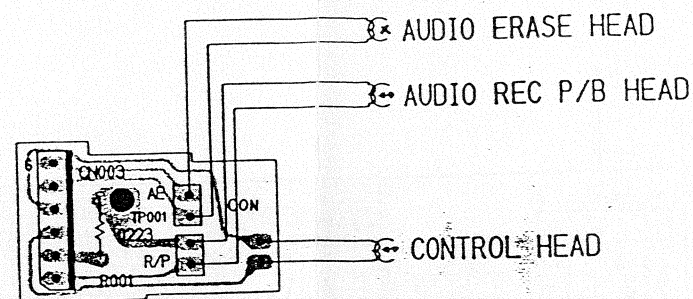 AUDIO ERASE HEAD
AUDIO REC P/B HEAD
6
CN003
AE
CON
TP001
0223
R/P
CONTROL HEAD
R001